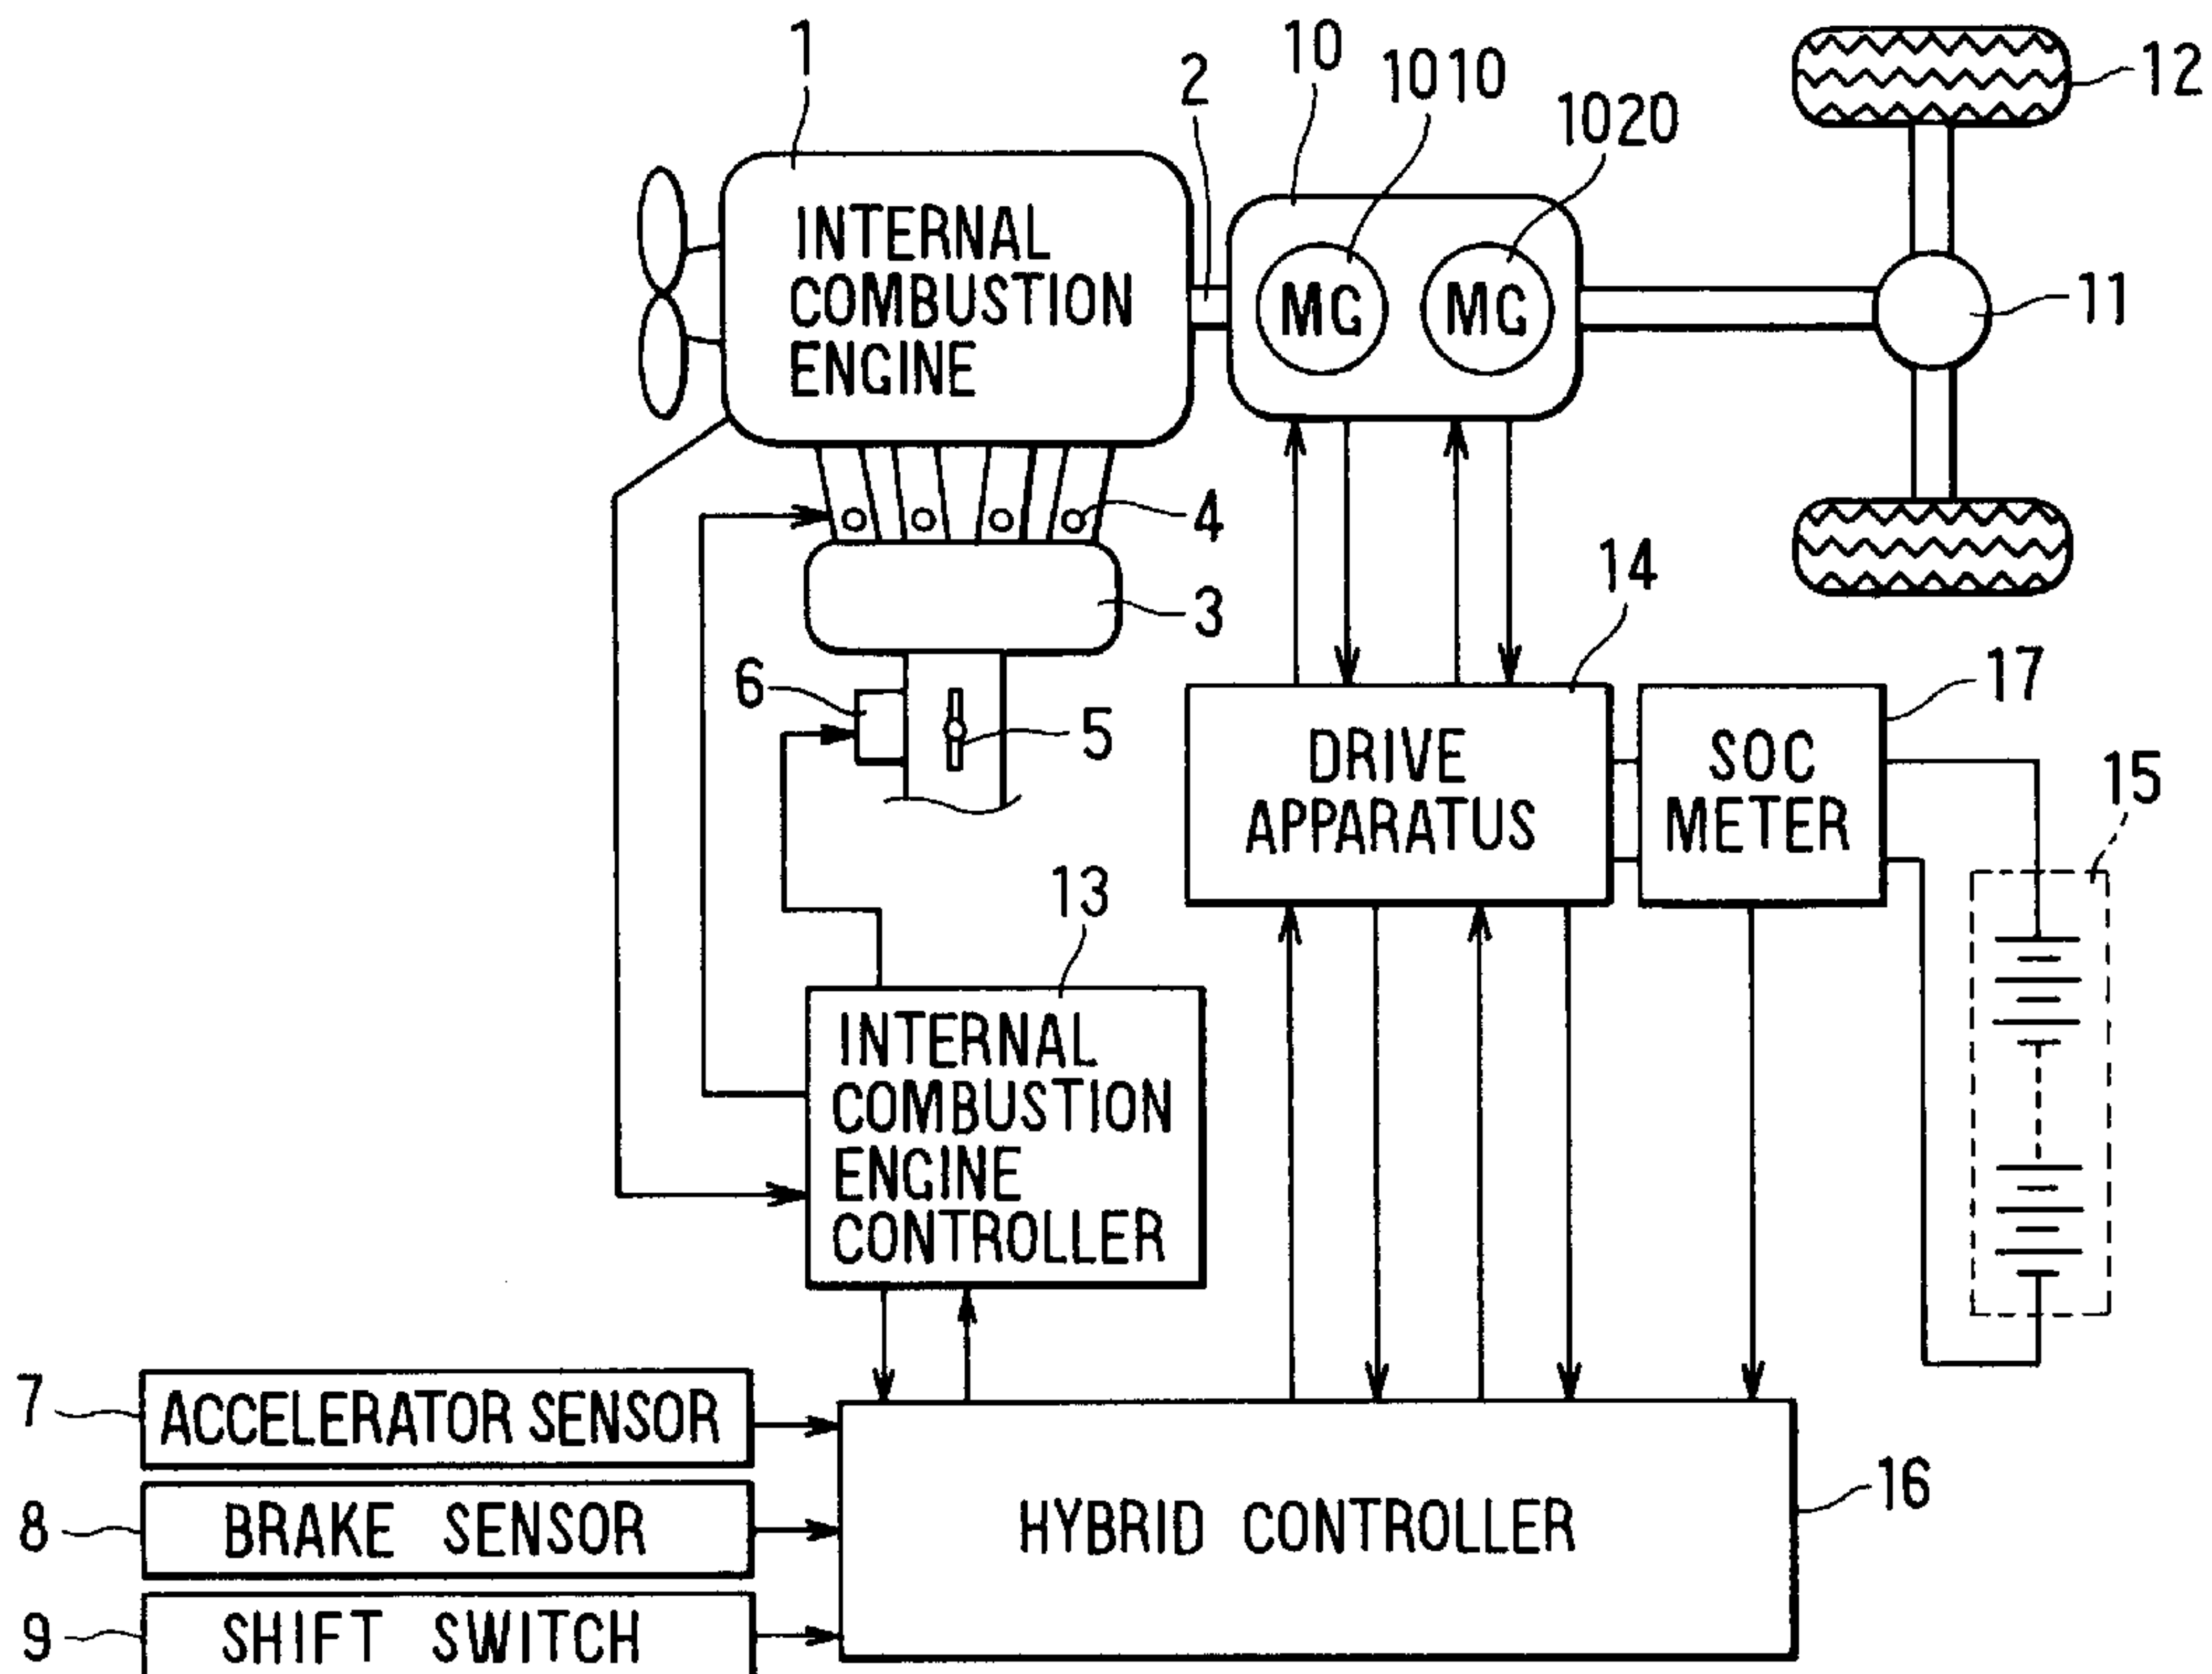 1
10
2
1010
1020
12
INTERNAL
COMBUSTION
ENGINE
MG
MG
11
4
3
14
6
5
17
DRIVE
APPARATUS
SOC
METER
15
13
INTERNAL
COMBUSTION
ENGINE
CONTROLLER
7
ACCELERATOR SENSOR
8
BRAKE SENSOR
HYBRID CONTROLLER
16
9
SHIFT SWITCH